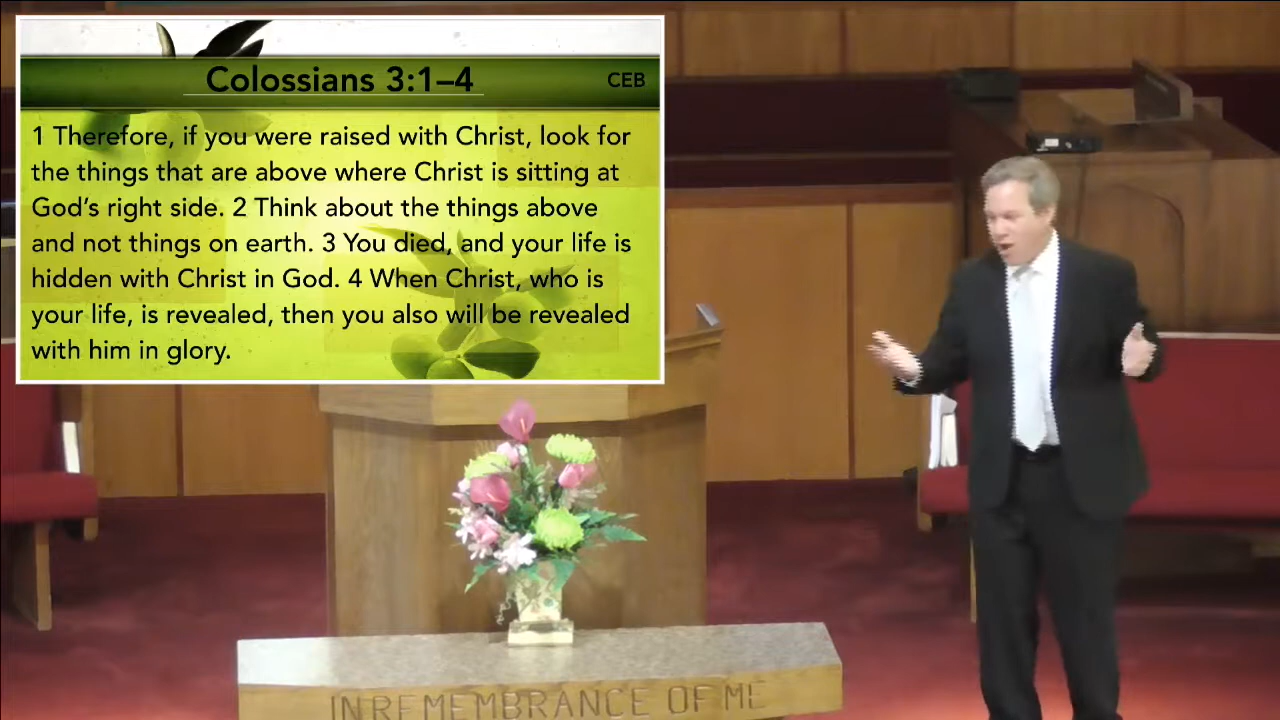 Colossians 3:1–4 CEB
1 Therefore, if you were raised with Christ, look for
the things that are above where Christ is sitting at
God's right side. 2 Think about the things above
and not things on earth. 3 You died, and your life is
hidden with Christ in God. 4 When Christ, who is
your life, is revealed, then you also will be revealed
with him in glory.
IN REMEMBRANCE OF ME